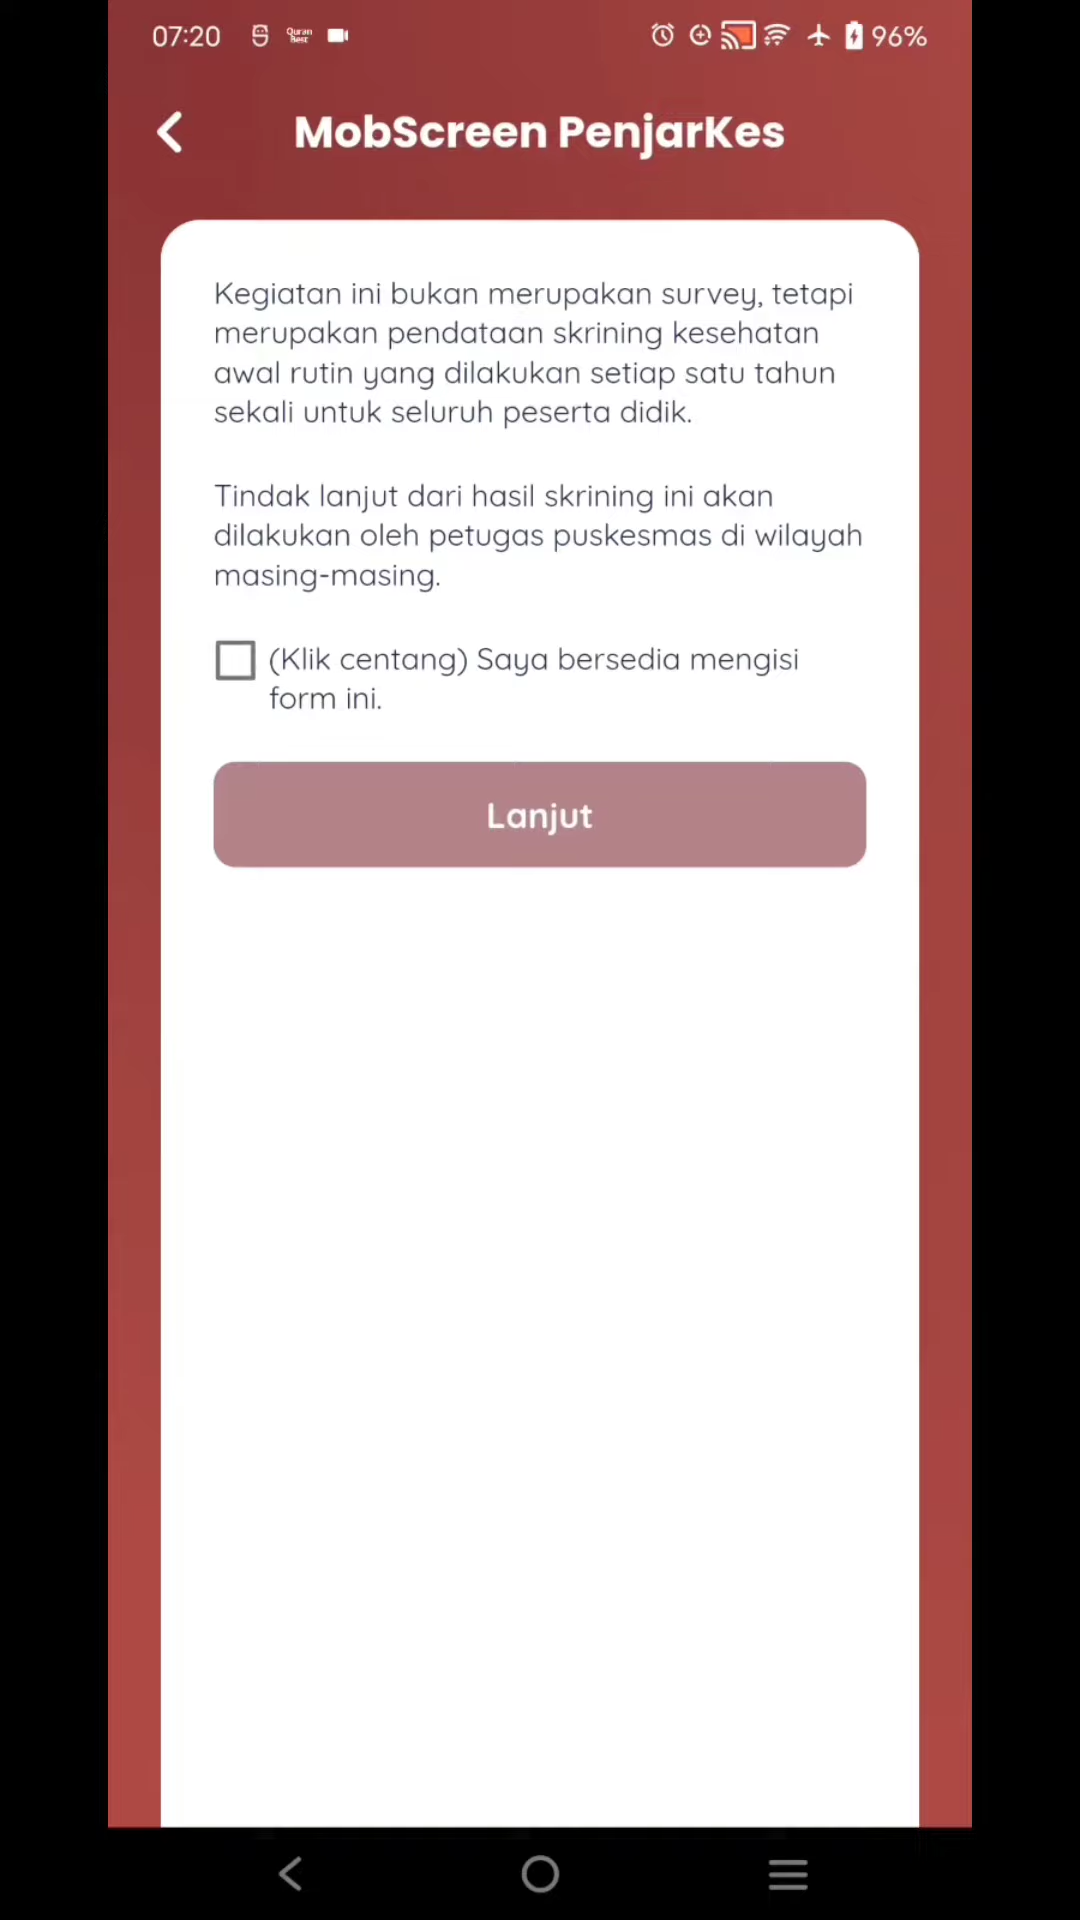 07:20 Quran Best 96%
MobScreen PenjarKes
Kegiatan ini bukan merupakan survey, tetapi
merupakan pendataan skrining kesehatan
awal rutin yang dilakukan setiap satu tahun
sekali untuk seluruh peserta didik.
Tindak lanjut dari hasil skrining ini akan
dilakukan oleh petugas puskesmas di wilayah
masing-masing.
(Klik centang) Saya bersedia mengisi
form ini.
Lanjut